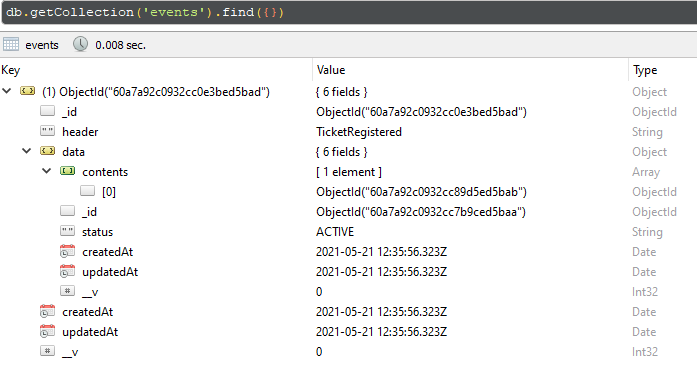 db.getCollection('events').find({})
events 0.008 sec.
Key Value Type
(1) ObjectId("60a7a92c0932cc0e3bed5bad") { 6 fields } Object
_id ObjectId("60a7a92c0932cc0e3bed5bad") ObjectId
" " header TicketRegistered String
data { 6 fields } Object
contents [ 1 element ] Array
[0] ObjectId("60a7a92c0932cc89d5ed5bab") ObjectId
_id ObjectId("60a7a92c0932cc7b9ced5baa") ObjectId
" " status ACTIVE String
createdAt 2021-05-21 12:35:56.323Z Date
updatedAt 2021-05-21 12:35:56.323Z Date
# __v 0 Int32
createdAt 2021-05-21 12:35:56.323Z Date
updatedAt 2021-05-21 12:35:56.323Z Date
# __v 0 Int32